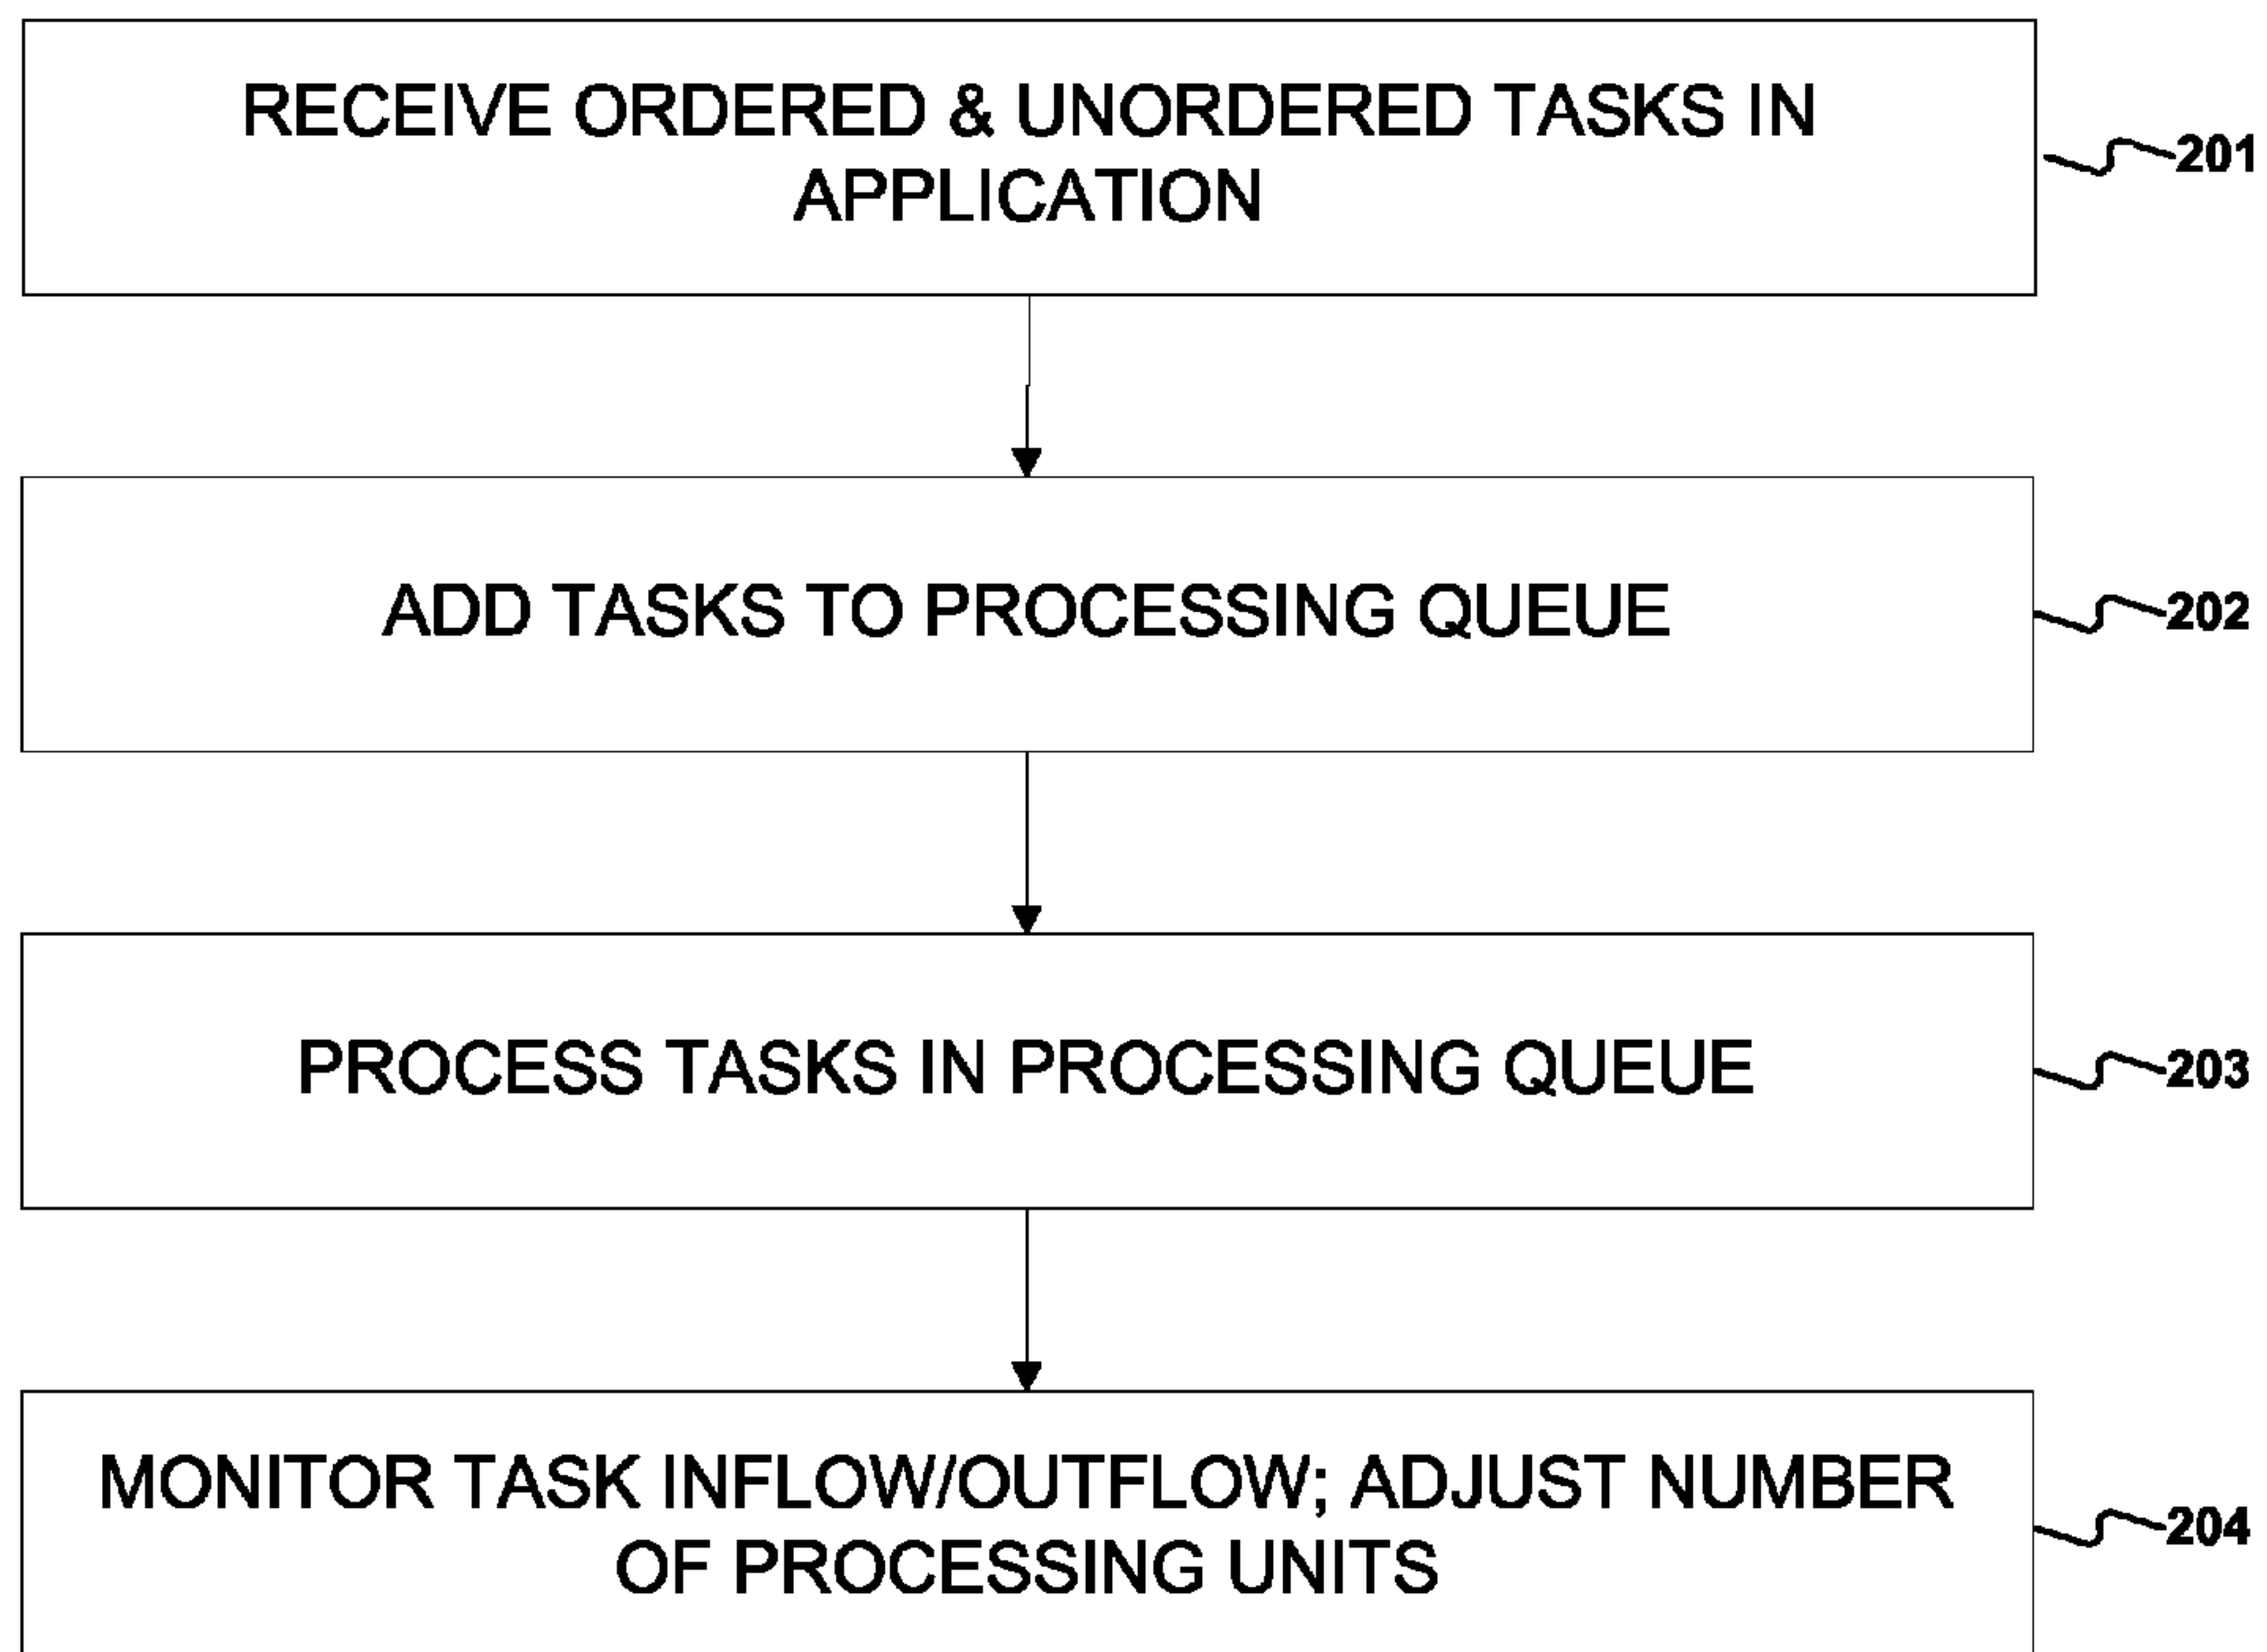 RECEIVE ORDERED & UNORDERED TASKS IN
APPLICATION
201
ADD TASKS TO PROCESSING QUEUE
202
PROCESS TASKS IN PROCESSING QUEUE
203
MONITOR TASK INFLOW/OUTFLOW; ADJUST NUMBER
OF PROCESSING UNITS
204